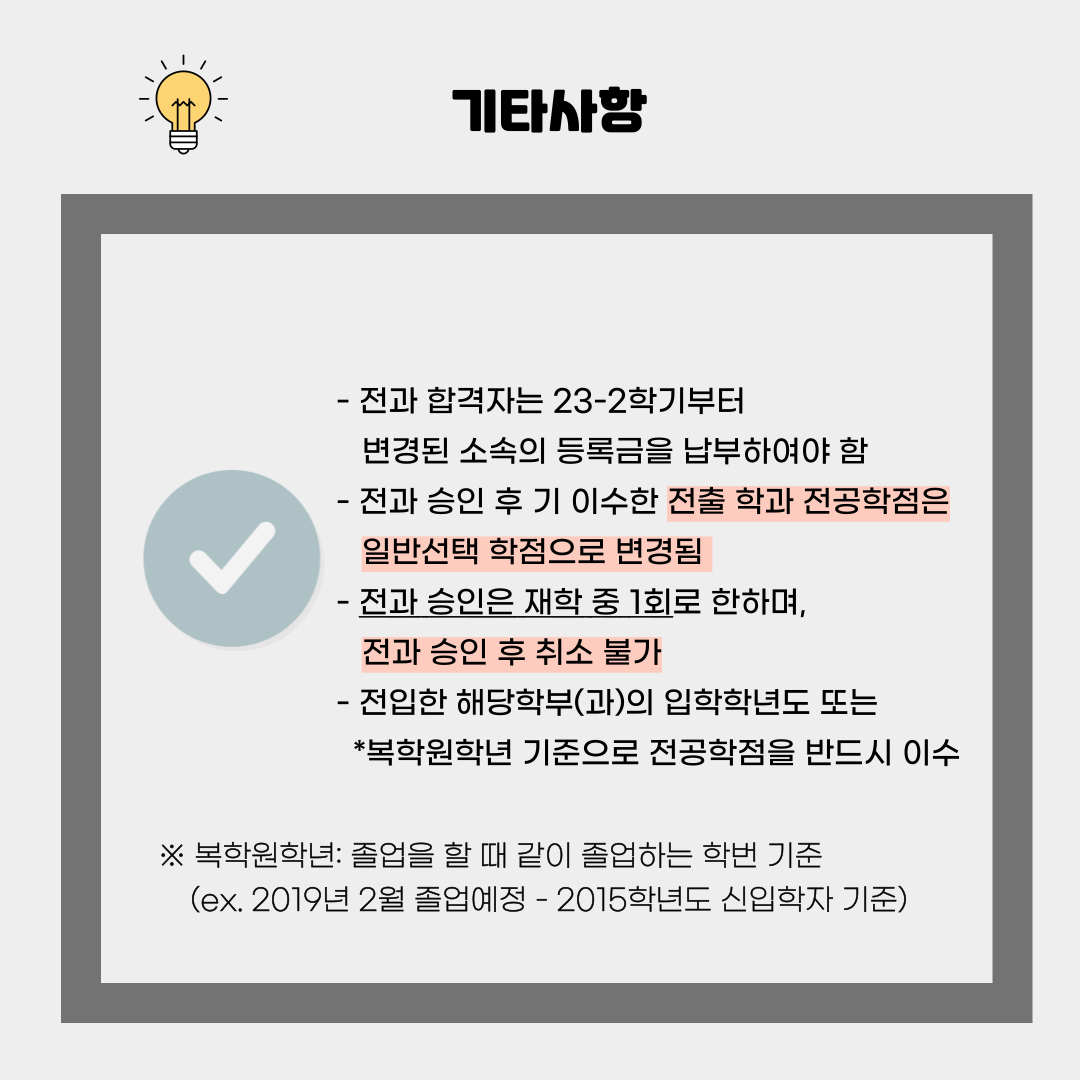 기타사항
- 전과 합격자는 23-2학기부터
변경된 소속의 등록금을 납부하여야 함
- 전과 승인 후 기 이수한 전출 학과 전공학점은
일반선택 학점으로 변경됨
- 전과 승인은 재학 중 1회로 한하며,
전과 승인 후 취소 불가
- 전입한 해당학부(과)의 입학학년도 또는
*복학원학년 기준으로 전공학점을 반드시 이수
※ 복학원학년: 졸업을 할 때 같이 졸업하는 학번 기준
(ex. 2019년 2월 졸업예정 - 2015학년도 신입학자 기준)